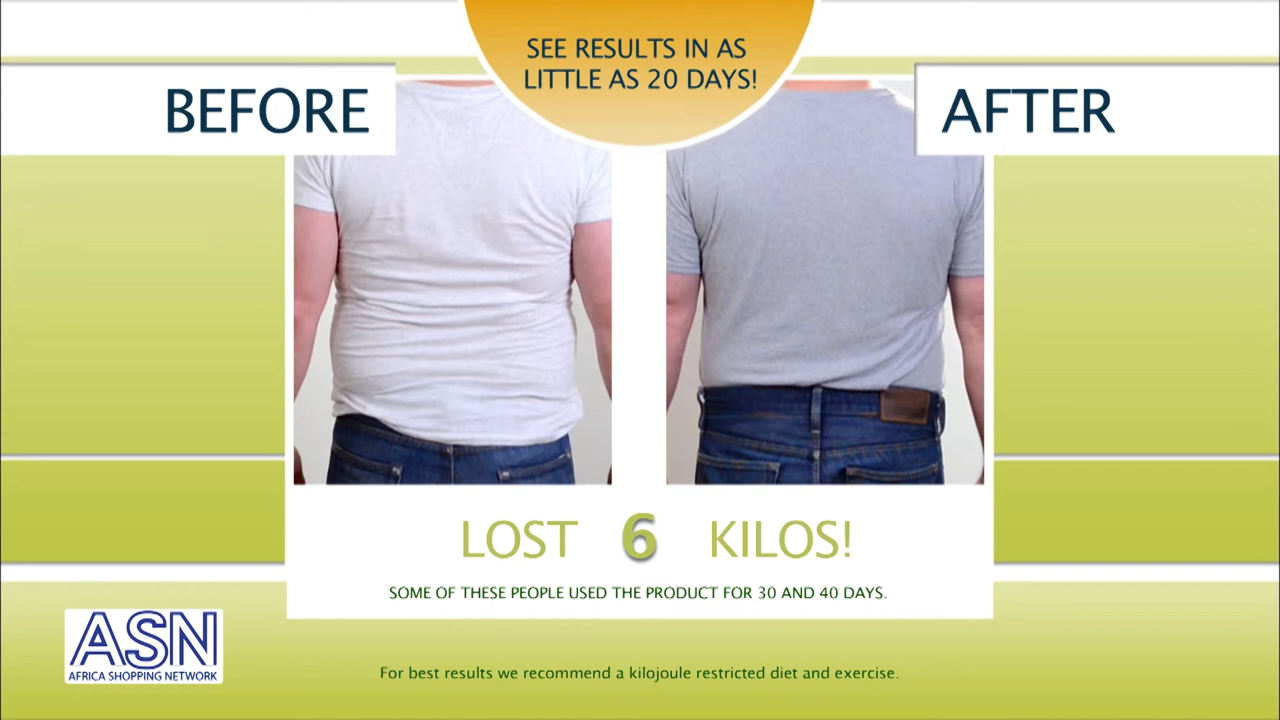 SEE RESULTS IN AS
LITTLE AS 20 DAYS!
BEFORE
AFTER
LOST 6 KILOS!
SOME OF THESE PEOPLE USED THE PRODUCT FOR 30 AND 40 DAYS.
ASN
AFRICA SHOPPING NETWORK
For best results we recommend a kilojoule restricted diet and exercise.